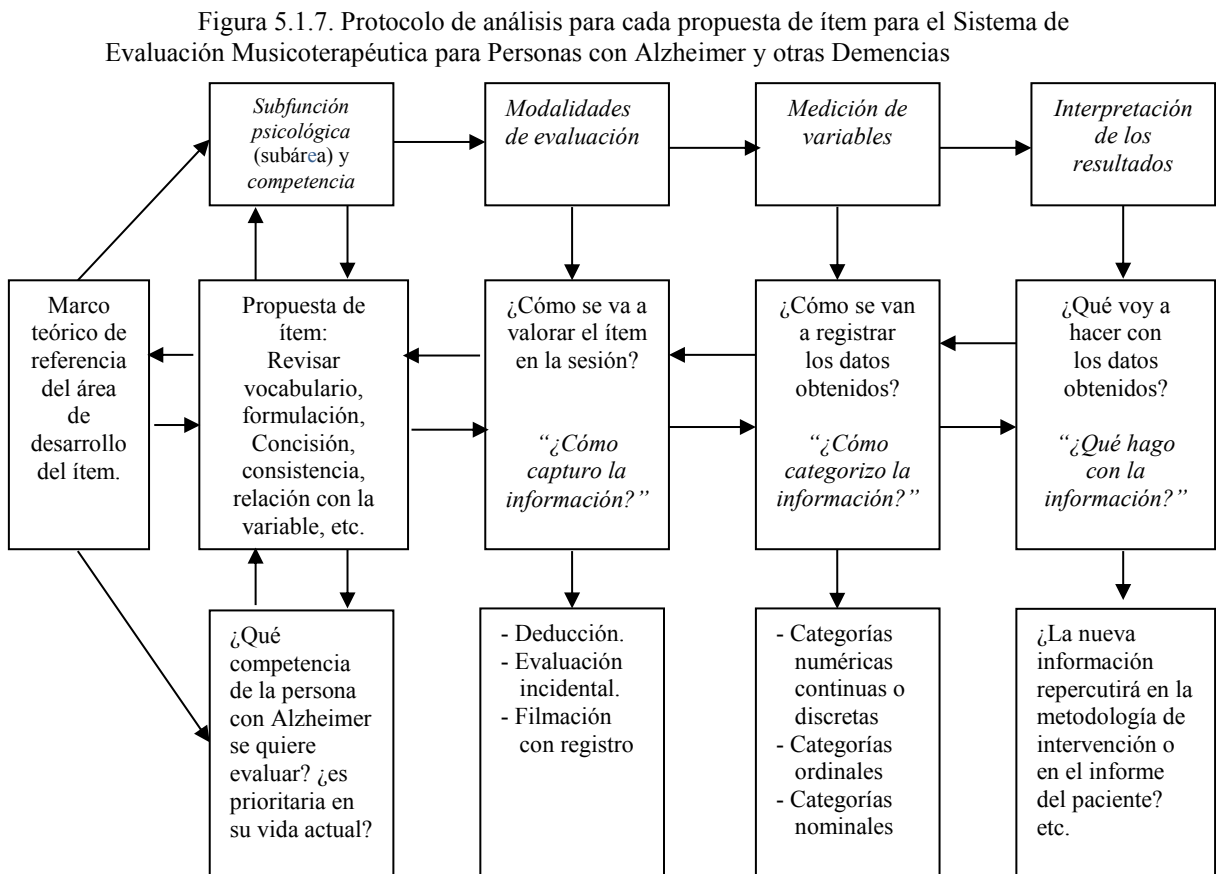 Figura 5.1.7. Protocolo de análisis para cada propuesta de ítem para el Sistema de
Evaluación Musicoterapéutica para Personas con Alzheimer y otras Demencias
Subfunción
psicológica
(subárea) y
competencia
Modalidades
de evaluación
Medición de
variables
Interpretación
de los
resultados
Marco
teórico de
referencia
del área
de
desarrollo
del ítem.
Propuesta de
ítem:
Revisar
vocabulario,
formulación,
Concisión,
consistencia,
relación con la
variable, etc.
¿Cómo se va a
valorar el ítem
en la sesión?
“¿Cómo
capturo la
información?”
¿Cómo se van
a registrar
los datos
obtenidos?
“¿Cómo
categorizo la
información?”
¿Qué voy a
hacer con
los datos
obtenidos?
“¿Qué hago
con la
información?”
¿Qué
competencia
de la persona
con Alzheimer
se quiere
evaluar? ¿es
prioritaria en
su vida actual?
- Deducción.
- Evaluación
incidental.
- Filmación
con registro
- Categorías
numéricas
continuas o
discretas
- Categorías
ordinales
- Categorías
nominales
¿La nueva
información
repercutirá en la
metodología de
intervención o
en el informe
del paciente?
etc.